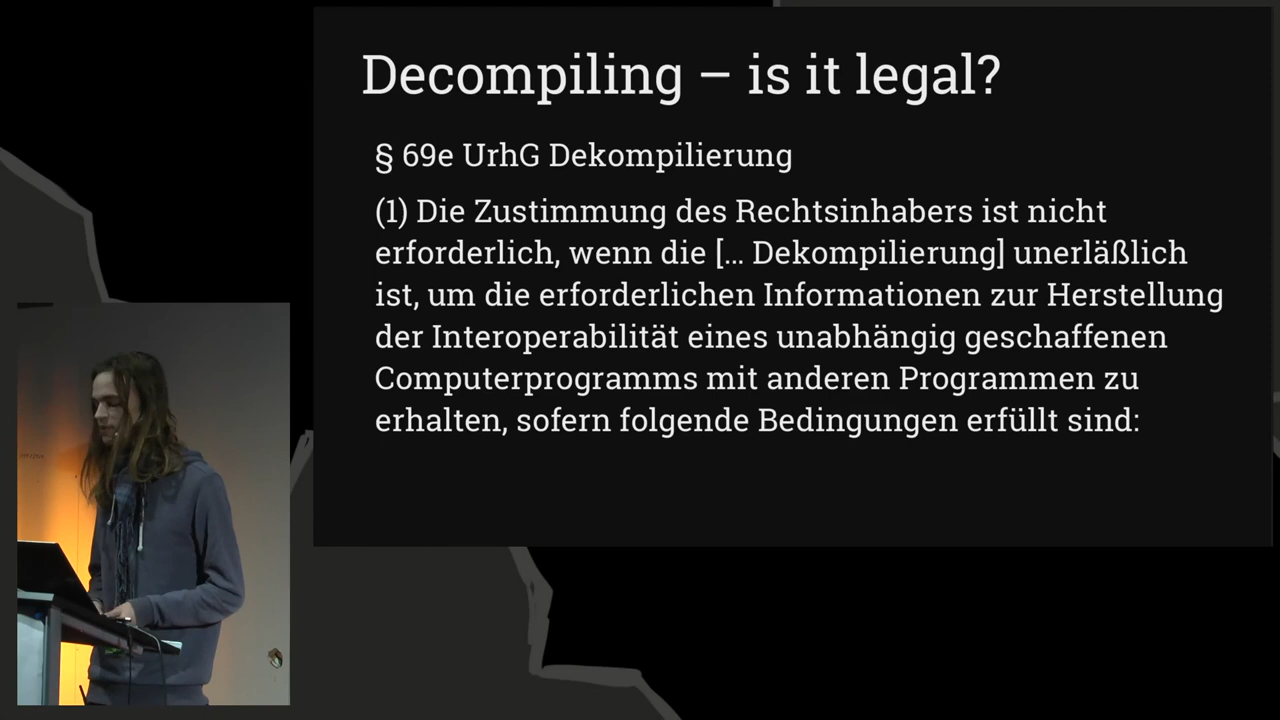 Decompiling – is it legal?
§ 69e UrhG Dekompilierung
(1) Die Zustimmung des Rechtsinhabers ist nicht
erforderlich, wenn die [... Dekompilierung] unerläßlich
ist, um die erforderlichen Informationen zur Herstellung
der Interoperabilität eines unabhängig geschaffenen
Computerprogramms mit anderen Programmen zu
erhalten, sofern folgende Bedingungen erfüllt sind: